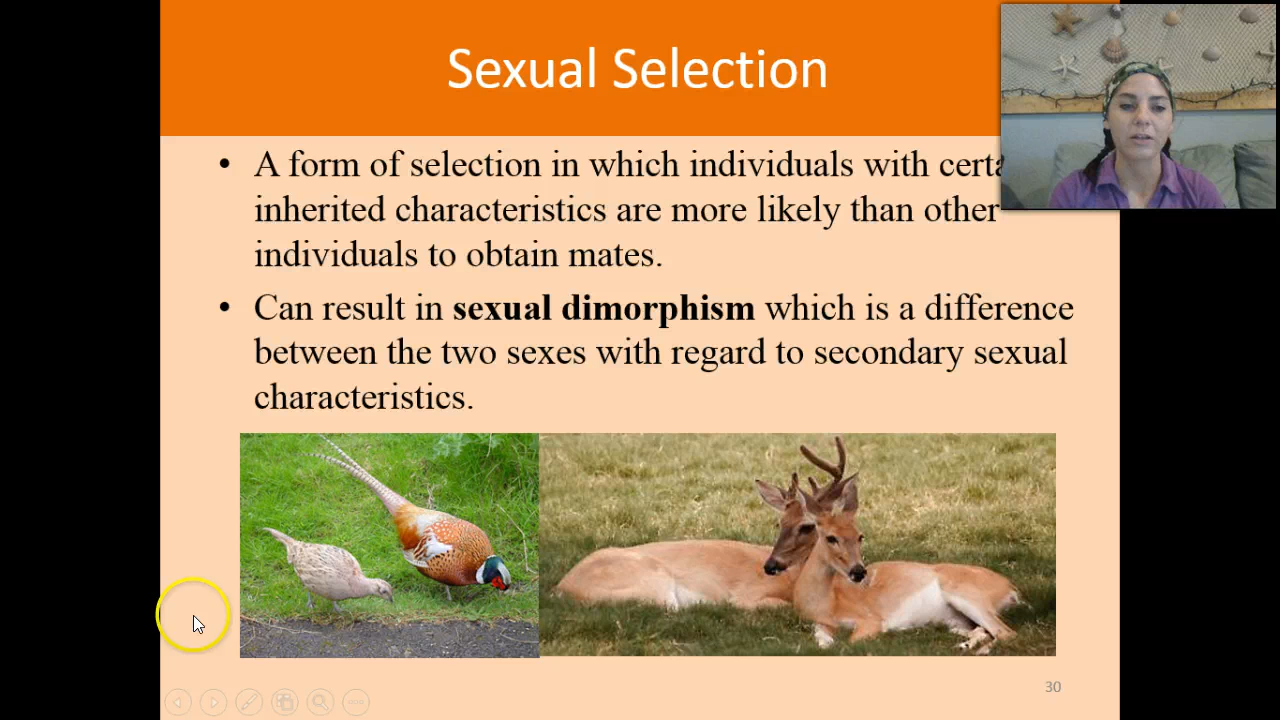 Sexual Selection
• A form of selection in which individuals with
inherited characteristics are more likely than other
individuals to obtain mates.
• Can result in sexual dimorphism which is a difference
between the two sexes with regard to secondary sexual
characteristics.
30